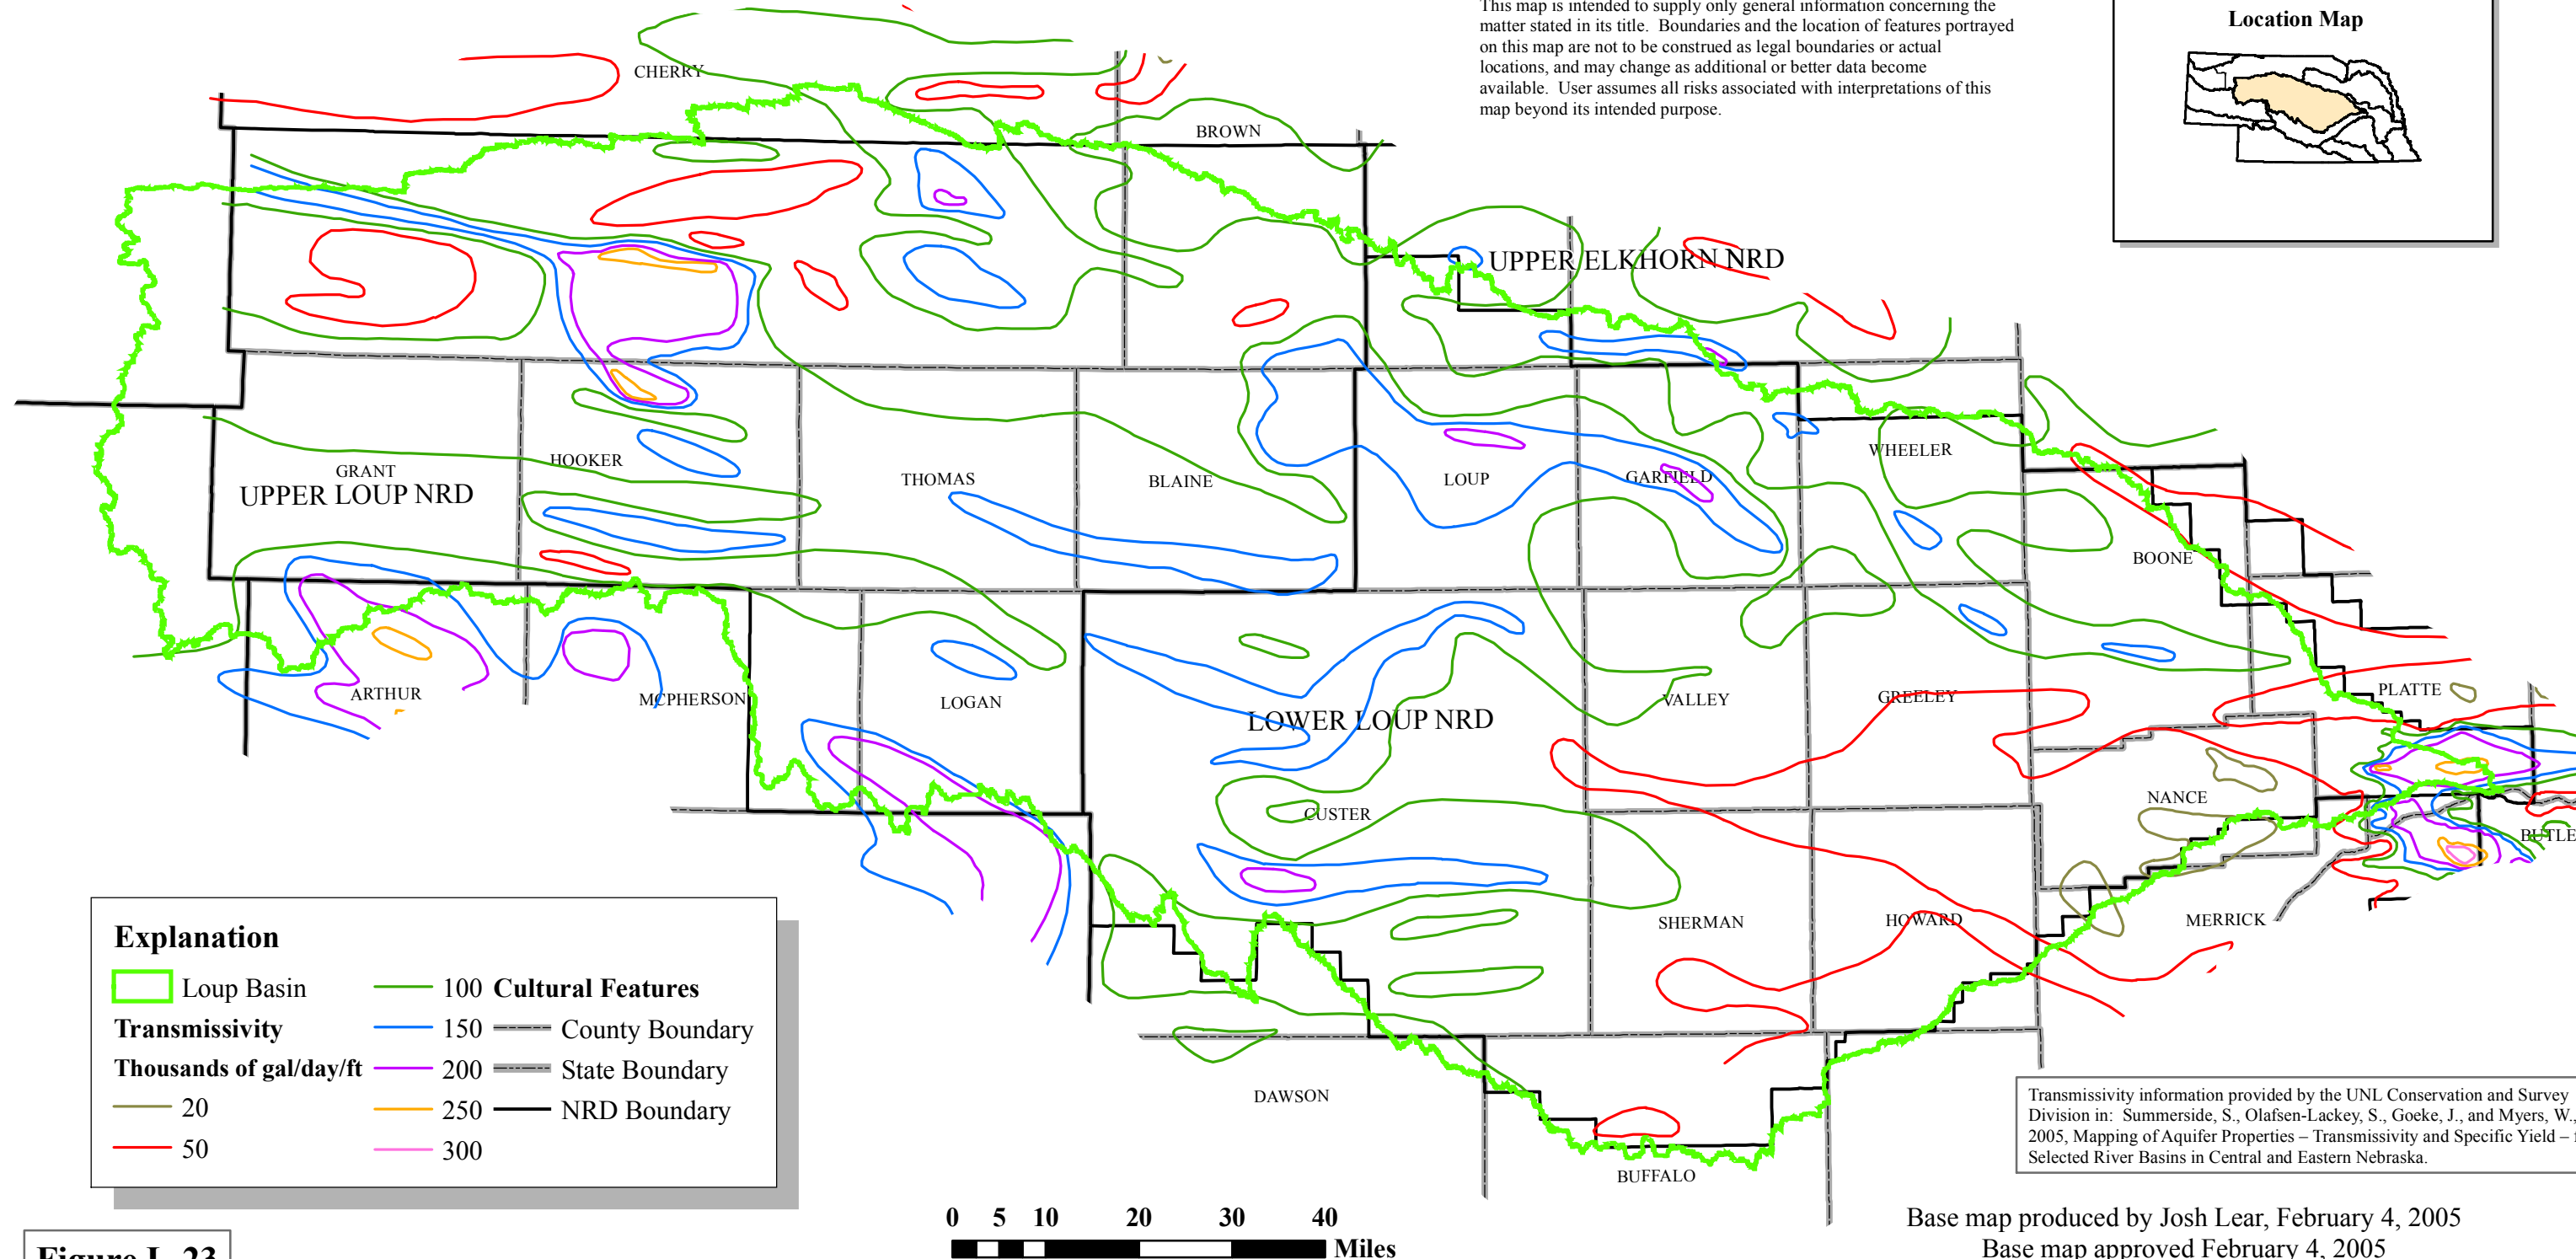 This map is intended to supply only general information concerning the
matter stated in its title. Boundaries and the location of features portrayed
on this map are not to be construed as legal boundaries or actual
locations, and may change as additional or better data become
available. User assumes all risks associated with interpretations of this
map beyond its intended purpose.
Location Map
CHERRY
BROWN
UPPER ELKHORN NRD
GRANT
UPPER LOUP NRD
HOOKER
THOMAS
BLAINE
LOUP
GARFIELD
WHEELER
BOONE
ARTHUR
MCPHERSON
LOGAN
LOWER LOUP NRD
VALLEY
GREELEY
PLATTE
CUSTER
NANCE
BUTLE
SHERMAN
HOWARD
MERRICK
DAWSON
BUFFALO
Explanation
Loup Basin
Transmissivity
Thousands of gal/day/ft
20
50
100
150
200
250
300
Cultural Features
County Boundary
State Boundary
NRD Boundary
0 5 10 20 30 40
Miles
Transmissivity information provided by the UNL Conservation and Survey
Division in: Summerside, S., Olafsen-Lackey, S., Goeke, J., and Myers, W.,
2005, Mapping of Aquifer Properties – Transmissivity and Specific Yield –
Selected River Basins in Central and Eastern Nebraska.
Base map produced by Josh Lear, February 4, 2005
Base map approved February 4, 2005
Figure L-23